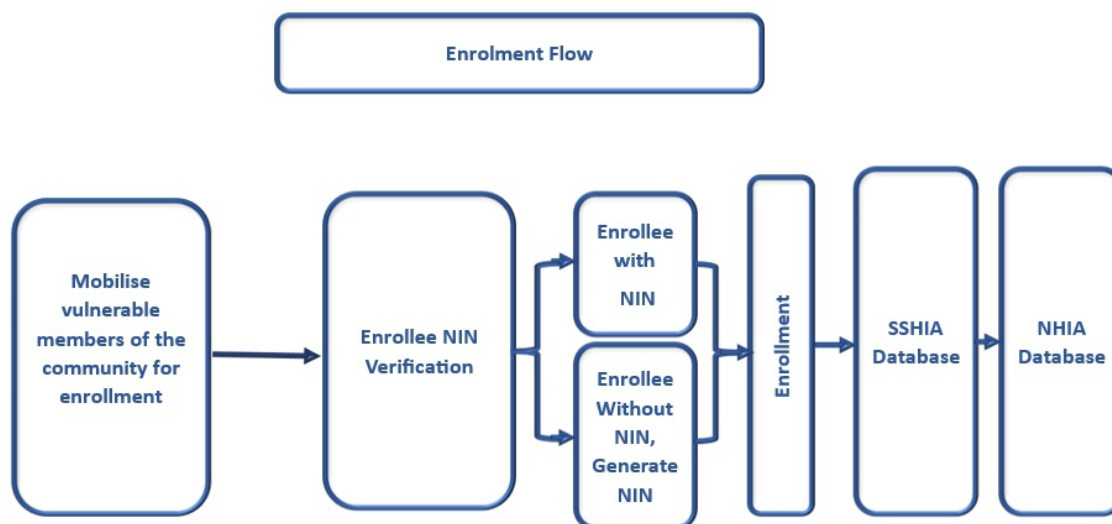 Enrolment Flow
Mobilise
vulnerable
members of the
community for
enrollment
Enrollee NIN
Verification
Enrollee
with
NIN
Enrollee
Without
NIN,
Generate
NIN
Enrollment
SSHIA
Database
NHIA
Database